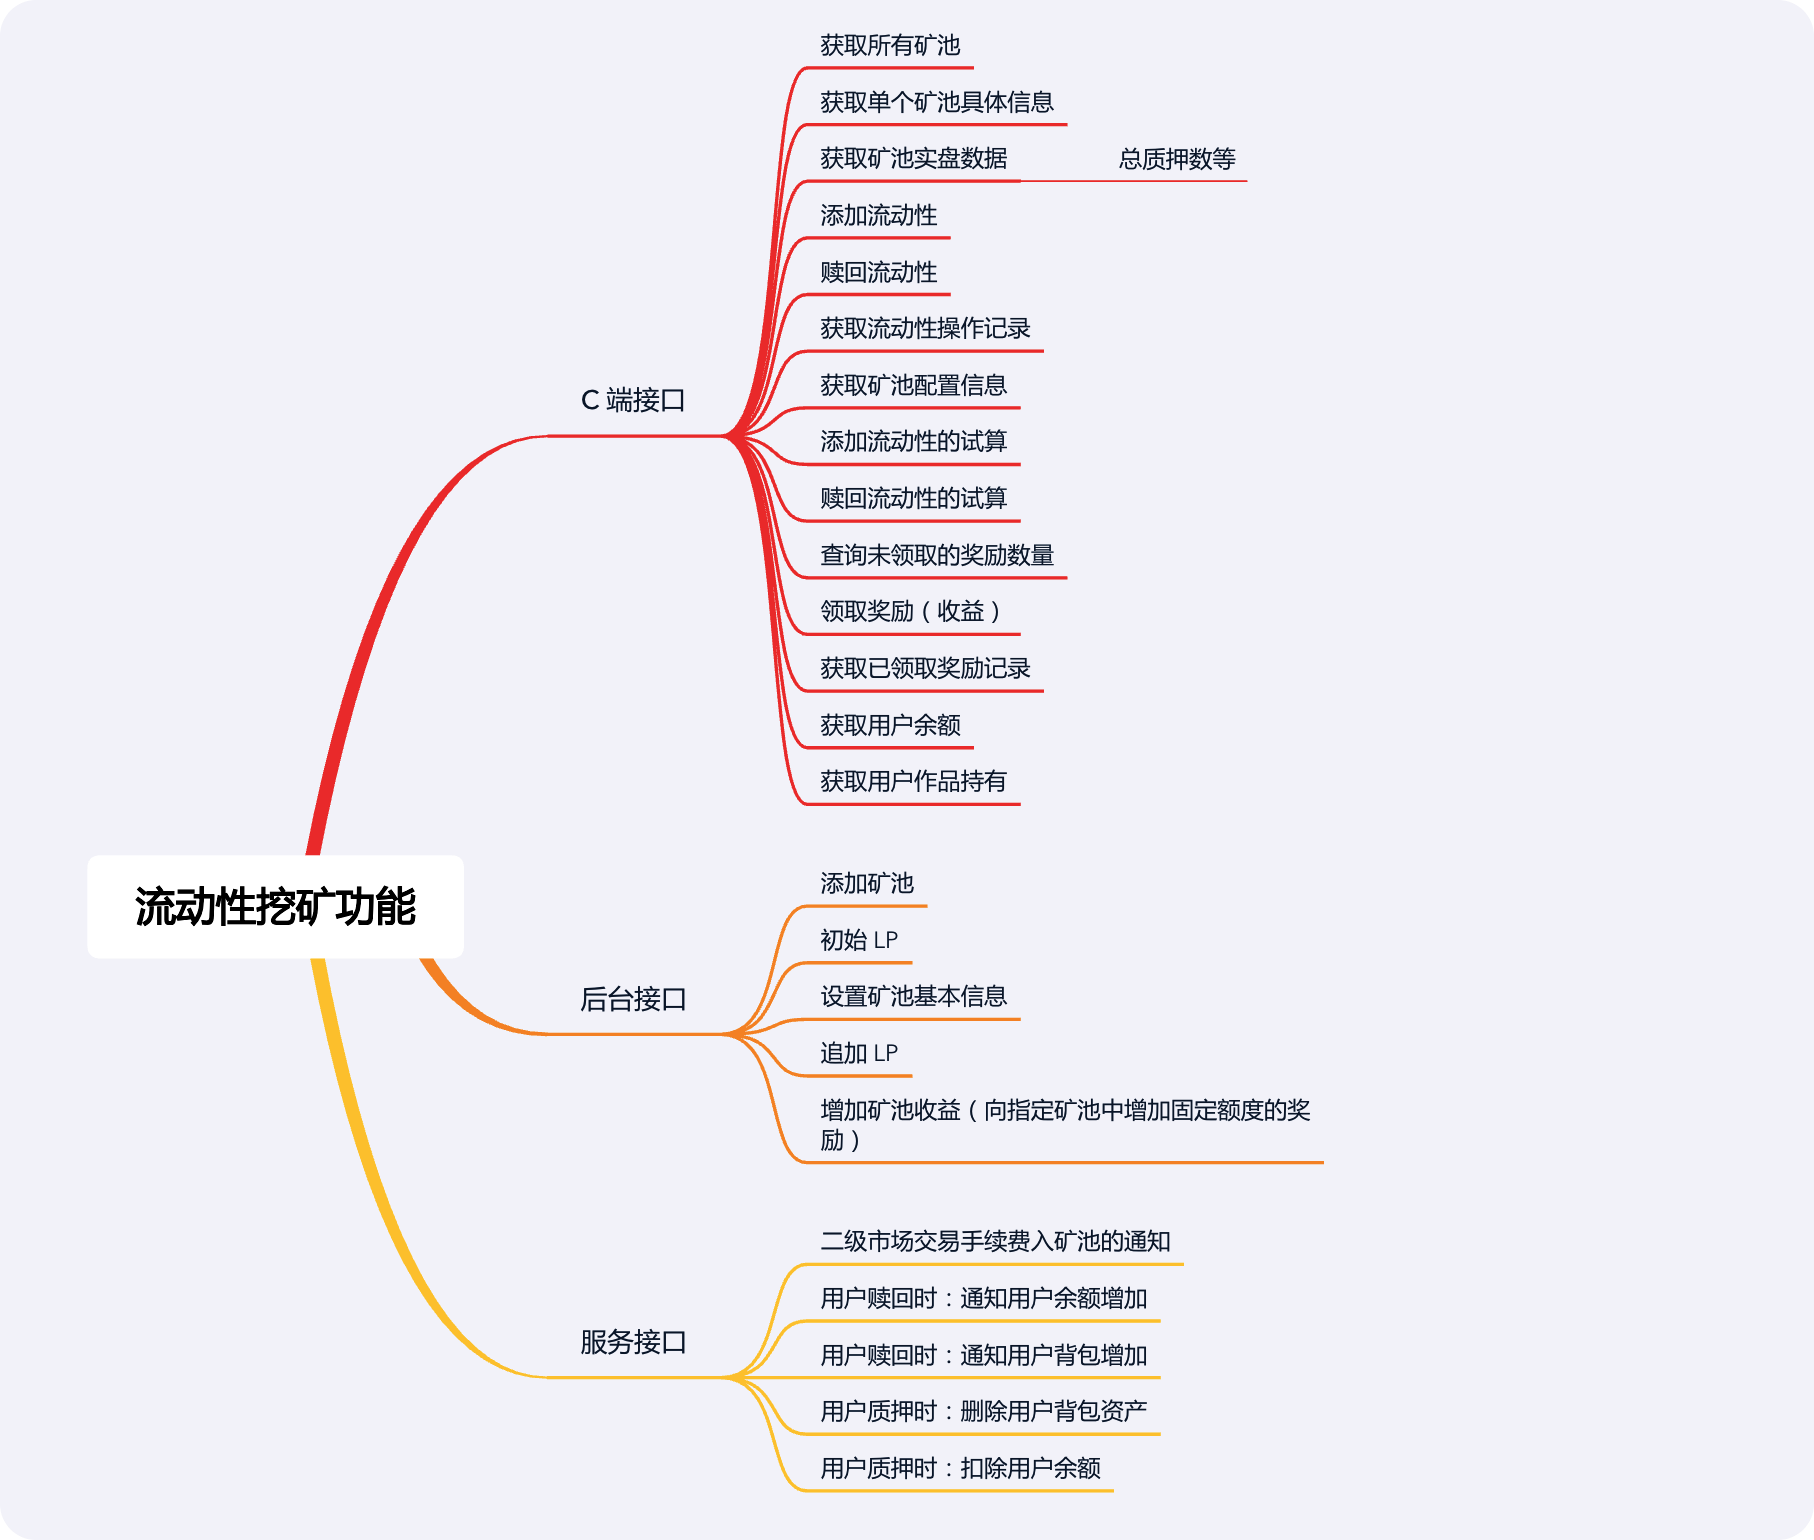 获取所有矿池
获取单个矿池具体信息
获取矿池实盘数据
总质押数等
添加流动性
赎回流动性
获取流动性操作记录
C 端接口
获取矿池配置信息
添加流动性的试算
赎回流动性的试算
查询未领取的奖励数量
领取奖励（收益）
获取已领取奖励记录
获取用户余额
获取用户作品持有
流动性挖矿功能
添加矿池
初始 LP
后台接口
设置矿池基本信息
追加 LP
增加矿池收益（向指定矿池中增加固定额度的奖
励）
二级市场交易手续费入矿池的通知
用户赎回时：通知用户余额增加
服务接口
用户赎回时：通知用户背包增加
用户质押时：删除用户背包资产
用户质押时：扣除用户余额